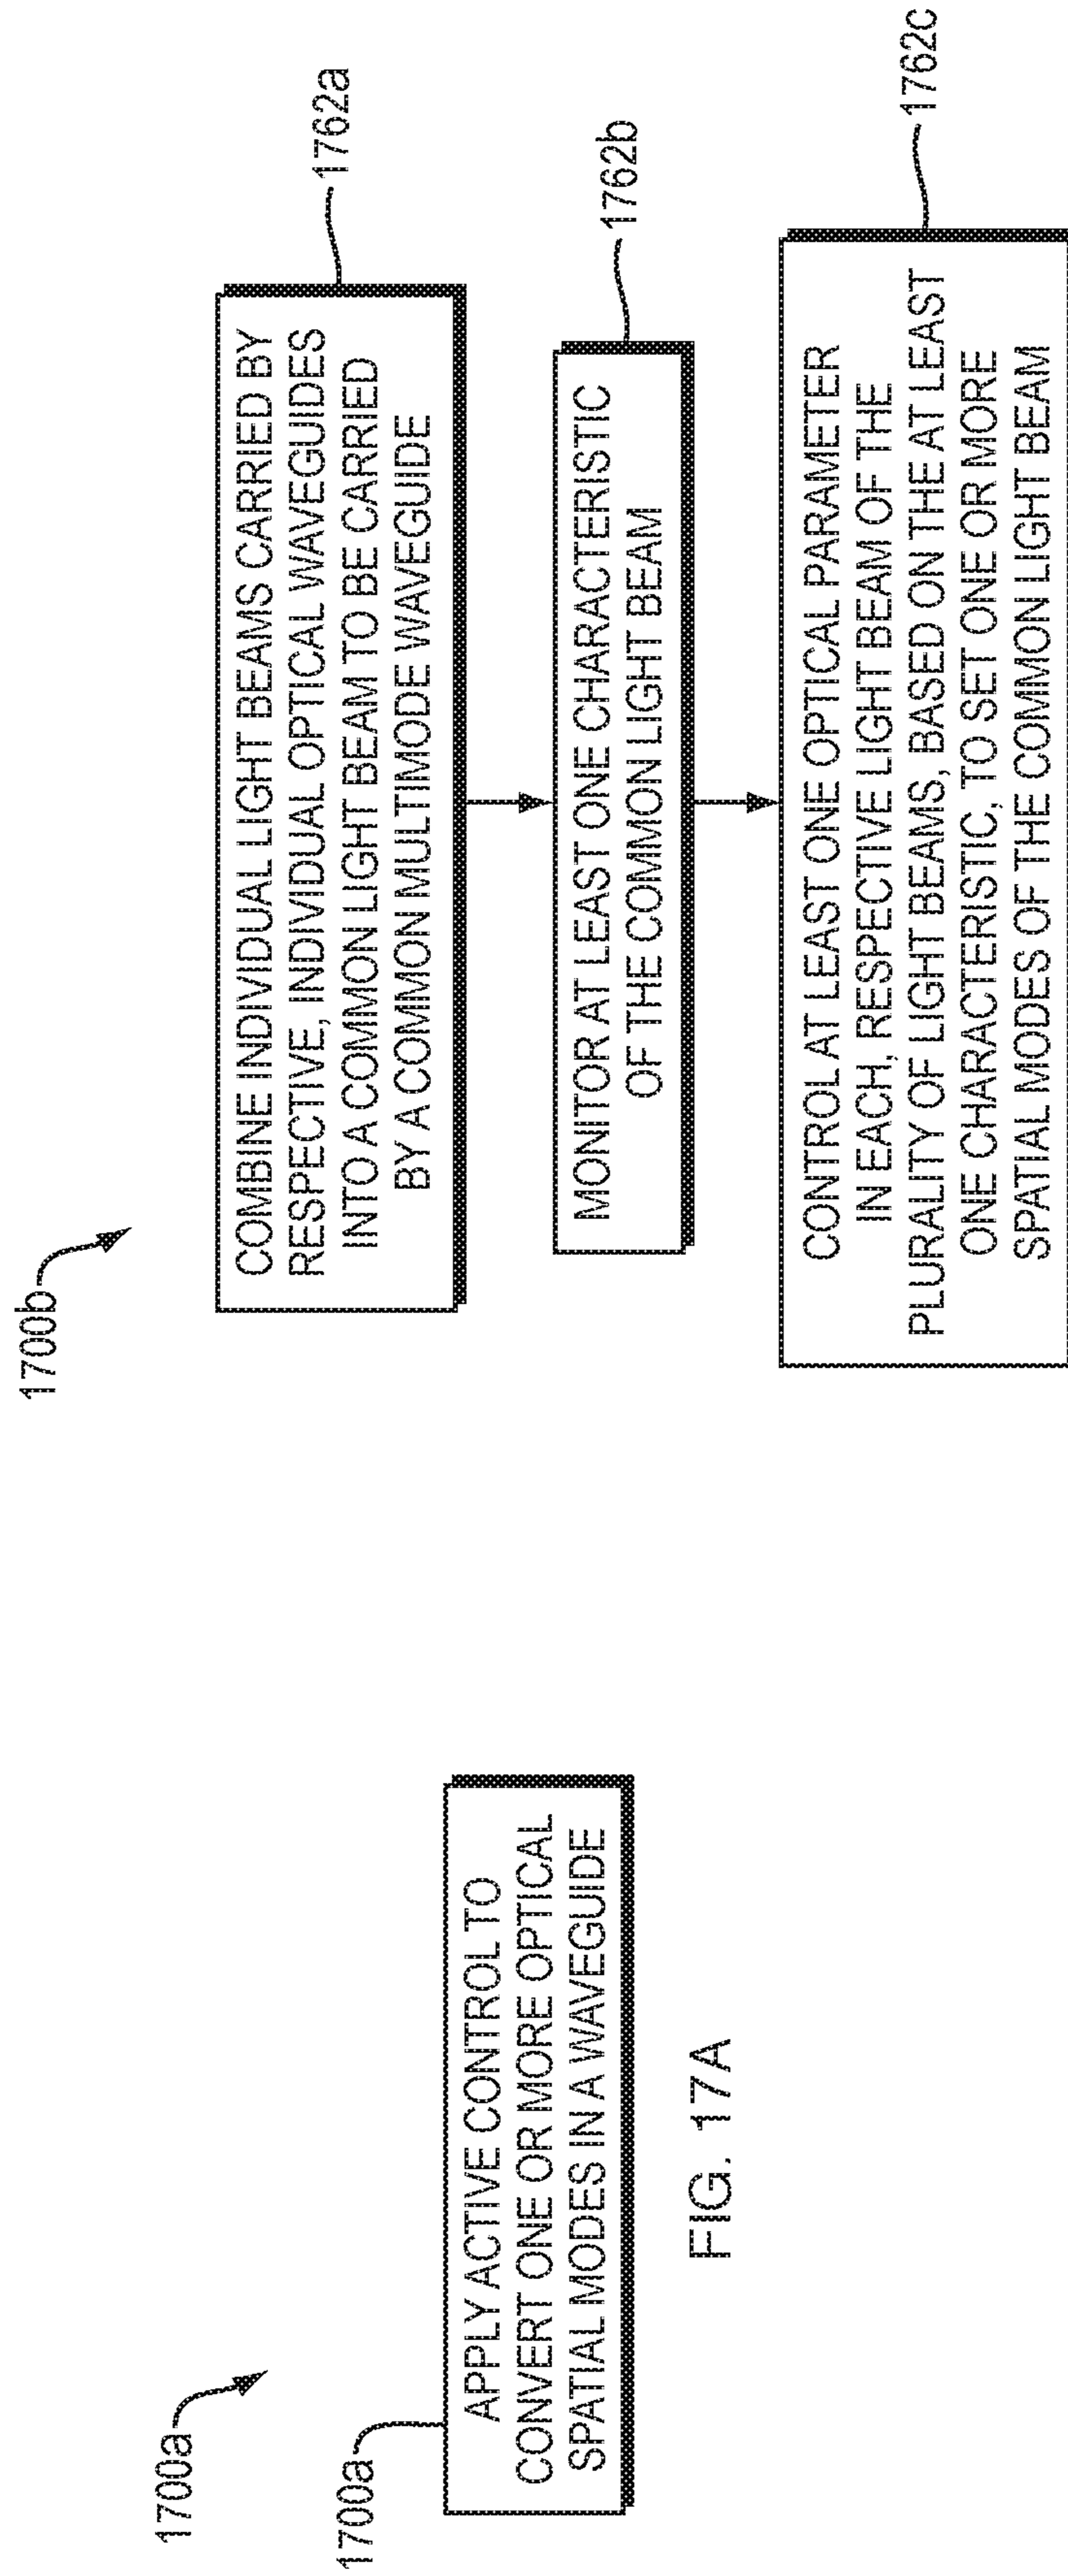 1700a
1700a
APPLY ACTIVE CONTROL TO
CONVERT ONE OR MORE OPTICAL
SPATIAL MODES IN A WAVEGUIDE
FIG. 17A
1700b
COMBINE INDIVIDUAL LIGHT BEAMS CARRIED BY
RESPECTIVE, INDIVIDUAL OPTICAL WAVEGUIDES
INTO A COMMON LIGHT BEAM TO BE CARRIED
BY A COMMON MULTIMODE WAVEGUIDE
1762a
MONITOR AT LEAST ONE CHARACTERISTIC
OF THE COMMON LIGHT BEAM
1762b
CONTROL AT LEAST ONE OPTICAL PARAMETER
IN EACH, RESPECTIVE LIGHT BEAM OF THE
PLURALITY OF LIGHT BEAMS, BASED ON THE AT LEAST
ONE CHARACTERISTIC, TO SET ONE OR MORE
SPATIAL MODES OF THE COMMON LIGHT BEAM
1762c